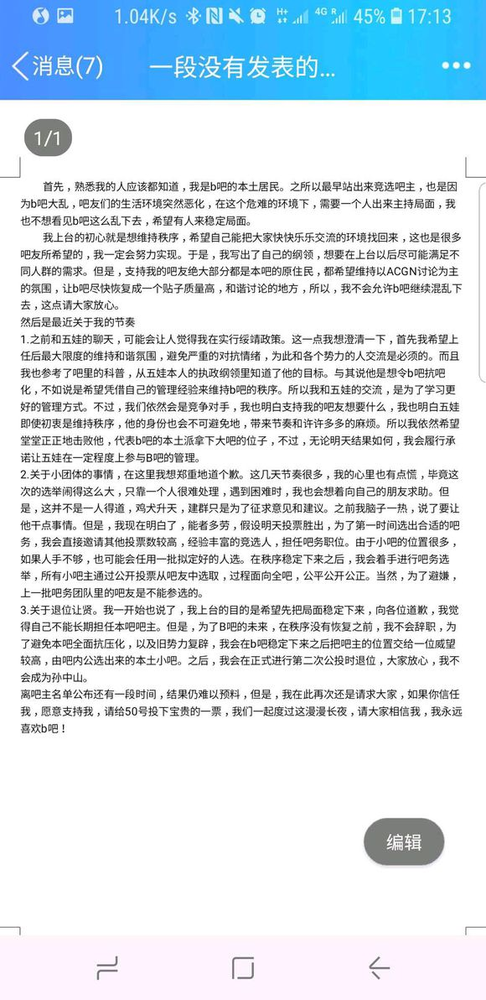 1.04K/s 4G R 45% 17:13
消息(7) 一段没有发表的...
1/1
首先，熟悉我的人应该都知道，我是b吧的本土居民。之所以最早站出来竞选吧主，也是因
为b吧大乱，吧友们的生活环境突然恶化，在这个危难的环境下，需要一个人出来主持局面，我
也不想看见b吧这么乱下去，希望有人来稳定局面。
我上台的初心就是想维持秩序，希望自己能把大家快快乐乐交流的环境找回来，这也是很多
吧友所希望的，我一定会努力实现。于是，我写出了自己的纲领，想要在上台以后尽可能满足不
同人群的需求。但是，支持我的吧友绝大部分都是本吧的原住民，都希望维持以ACGN讨论为主
的氛围，让b吧尽快恢复成一个贴子质量高，和谐讨论的地方，所以，我不会允许b吧继续混乱下
去，这点请大家放心。
然后是最近关于我的节奏
1.之前和五娃的聊天，可能会让人觉得我在实行绥靖政策。这一点我想澄清一下，首先我希望上
任后最大限度的维持和谐氛围，避免严重的对抗情绪，为此和各个势力的人交流是必须的。而且
我也参考了吧里的科普，从五娃本人的执政纲领里知道了他的目标。与其说他是想令b吧抗吧
化，不如说是希望凭借自己的管理经验来维持b吧的秩序。所以我和五娃的交流，是为了学习更
好的管理方式。不过，我们依然会是竞争对手，我也明白支持我的吧友想要什么，我也明白五娃
即使初衷是维持秩序，他的身份也会不可避免地，带来节奏和许许多多的麻烦。所以我依然希望
堂堂正正地击败他，代表b吧的本土派拿下大吧的位子，不过，无论明天结果如何，我会履行承
诺让五娃在一定程度上参与B吧的管理。
2.关于小团体的事情，在这里我想郑重地道个歉。这几天节奏很多，我的心里也有点慌，毕竟这
次的选举闹得这么大，只靠一个人很难处理，遇到困难时，我也会想着向自己的朋友求助。但
是，这并不是一人得道，鸡犬升天，建群只是为了征求意见和建议。之前我脑子一热，说了要让
他干点事情。但是，我现在明白了，能者多劳，假设明天投票胜出，为了第一时间选出合适的吧
务，我会直接邀请其他投票数较高，经验丰富的竞选人，担任吧务职位。由于小吧的位置很多，
如果人手不够，也可能会任用一批拟定好的人选。在秩序稳定下来之后，我会着手进行吧务选
举，所有小吧主通过公开投票从吧友中选取，过程面向全吧，公平公开公正。当然，为了避嫌，
上一批吧务团队里的吧友是不能参选的。
3.关于退位让贤。我一开始也说了，我上台的目的是希望先把局面稳定下来，向各位道歉，我觉
得自己不能长期担任本吧吧主。但是，为了B吧的未来，在秩序没有恢复之前，我不会辞职，为
了避免本吧全面抗压化，以及旧势力复辟，我会在b吧稳定下来之后把吧主的位置交给一位威望
较高，由吧内公选出来的本土小吧。之后，我会在正式进行第二次公投时退位，大家放心，我不
会成为孙中山。
离吧主名单公布还有一段时间，结果仍难以预料，但是，我在此再次还是请求大家，如果你信任
我，愿意支持我，请给50号投下宝贵的一票，我们一起度过这漫漫长夜，请大家相信我，我永远
喜欢b吧！
编辑